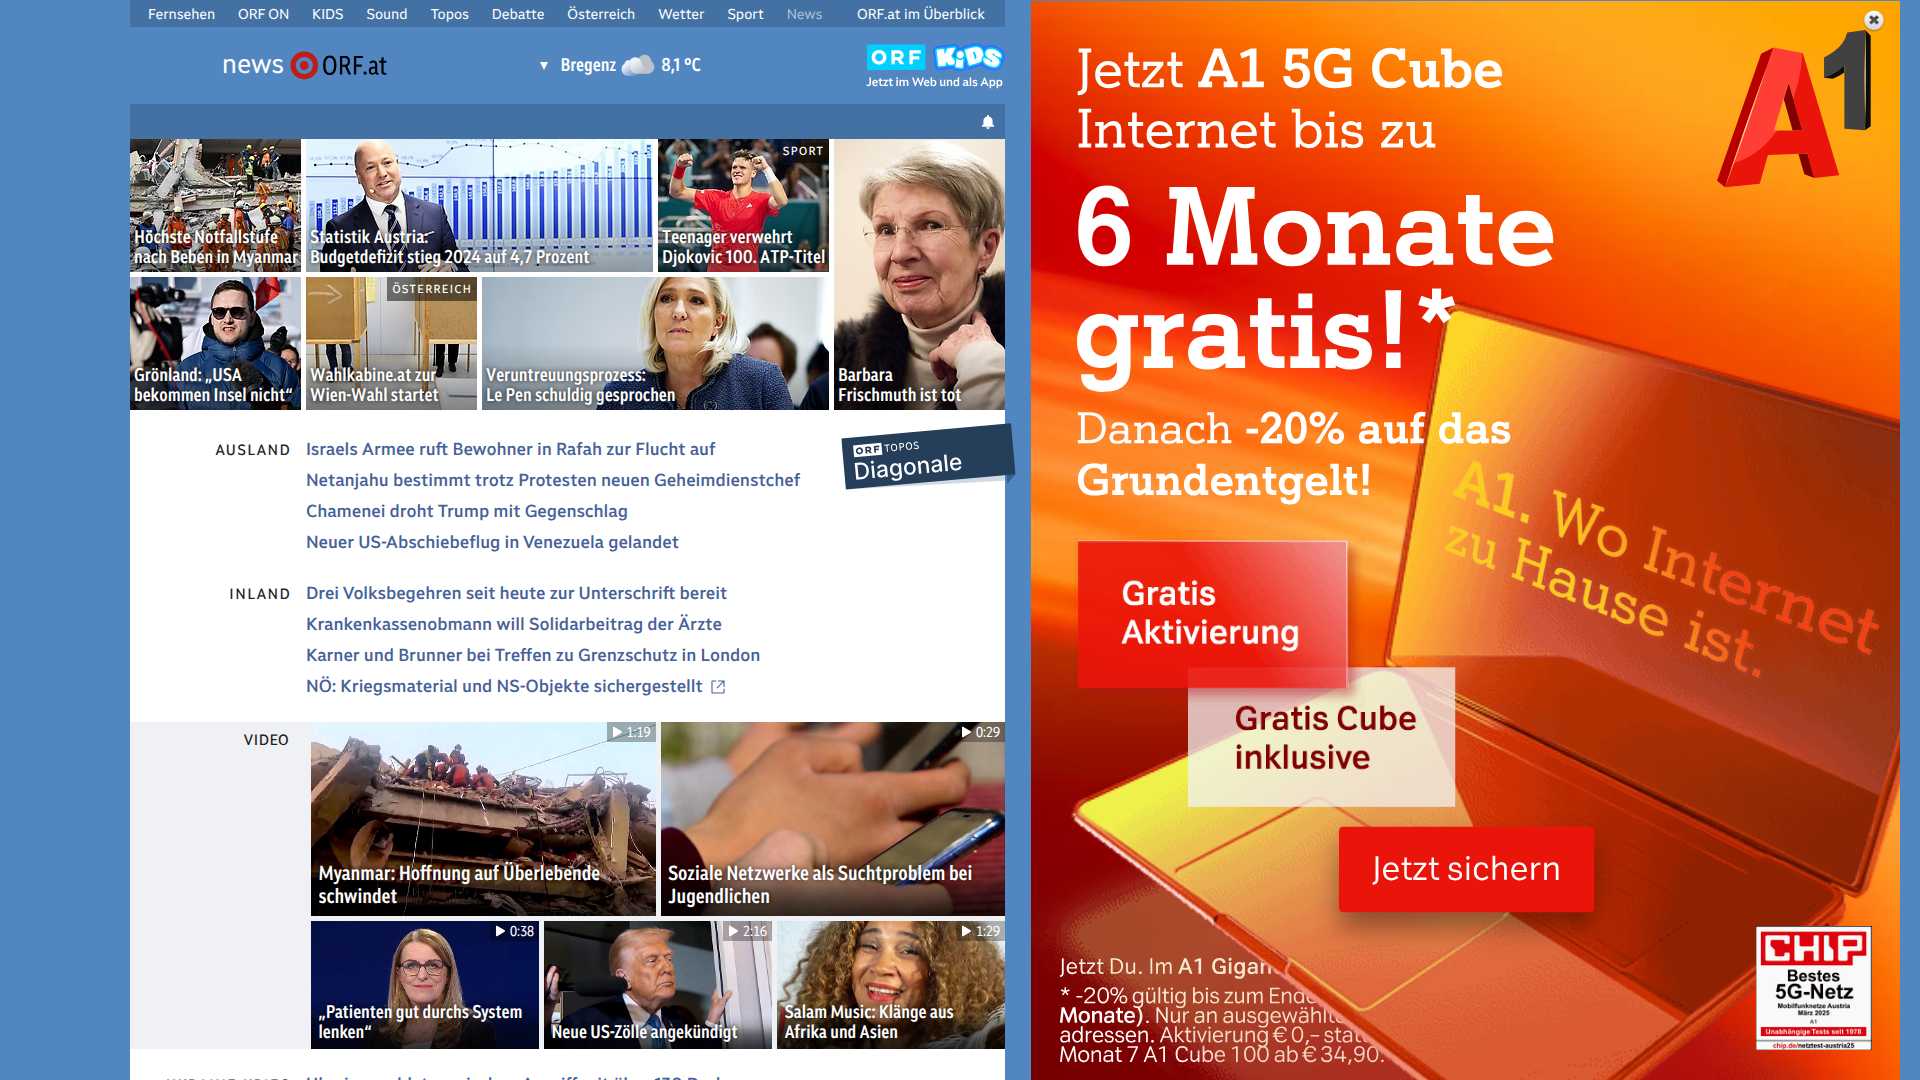 Fernsehen ORF ON KIDS Sound Topos Debatte Österreich Wetter Sport News ORF.at im Überblick
news ORF.at
▼ Bregenz 8,1 °C
ORF KiDS
Jetzt im Web und als App
Höchste Notfallstufe
nach Beben in Myanmar
Statistik Austria:
Budgetdefizit stieg 2024 auf 4,7 Prozent
SPORT
Teenager verwehrt
Djokovic 100. ATP-Titel
Grönland: „USA
bekommen Insel nicht“
ÖSTERREICH
Wahlkabine.at zur
Wien-Wahl startet
Veruntreuungsprozess:
Le Pen schuldig gesprochen
Barbara
Frischmuth ist tot
AUSLAND
Israels Armee ruft Bewohner in Rafah zur Flucht auf
Netanjahu bestimmt trotz Protesten neuen Geheimdienstchef
Chamenei droht Trump mit Gegenschlag
Neuer US-Abschiebeflug in Venezuela gelandet
ORF TOPOS
Diagonale
INLAND
Drei Volksbegehren seit heute zur Unterschrift bereit
Krankenkassenobmann will Solidarbeitrag der Ärzte
Karner und Brunner bei Treffen zu Grenzschutz in London
NÖ: Kriegsmaterial und NS-Objekte sichergestellt
VIDEO
1:19
Myanmar: Hoffnung auf Überlebende
schwindet
0:29
Soziale Netzwerke als Suchtproblem bei
Jugendlichen
0:38
„Patienten gut durchs System
lenken“
2:16
Neue US-Zölle angekündigt
1:29
Salam Music: Klänge aus
Afrika und Asien
Jetzt A1 5G Cube
Internet bis zu
6 Monate
gratis!*
Danach -20% auf das
Grundentgelt!
A1
A1. Wo Internet
zu Hause ist.
Gratis
Aktivierung
Gratis Cube
inklusive
Jetzt sichern
Jetzt Du. Im A1
* -20% gültig bis zum
Monate). Nur an
adressen. Aktivierung € 0,-
Monat 7 A1 Cube 100 ab € 34,90.
CHIP
Bestes
5G-Netz
Mobilfunknetze Austria
März 2025
A1
Unabhängige Tests seit 1978
chip.de/netztest-austria25